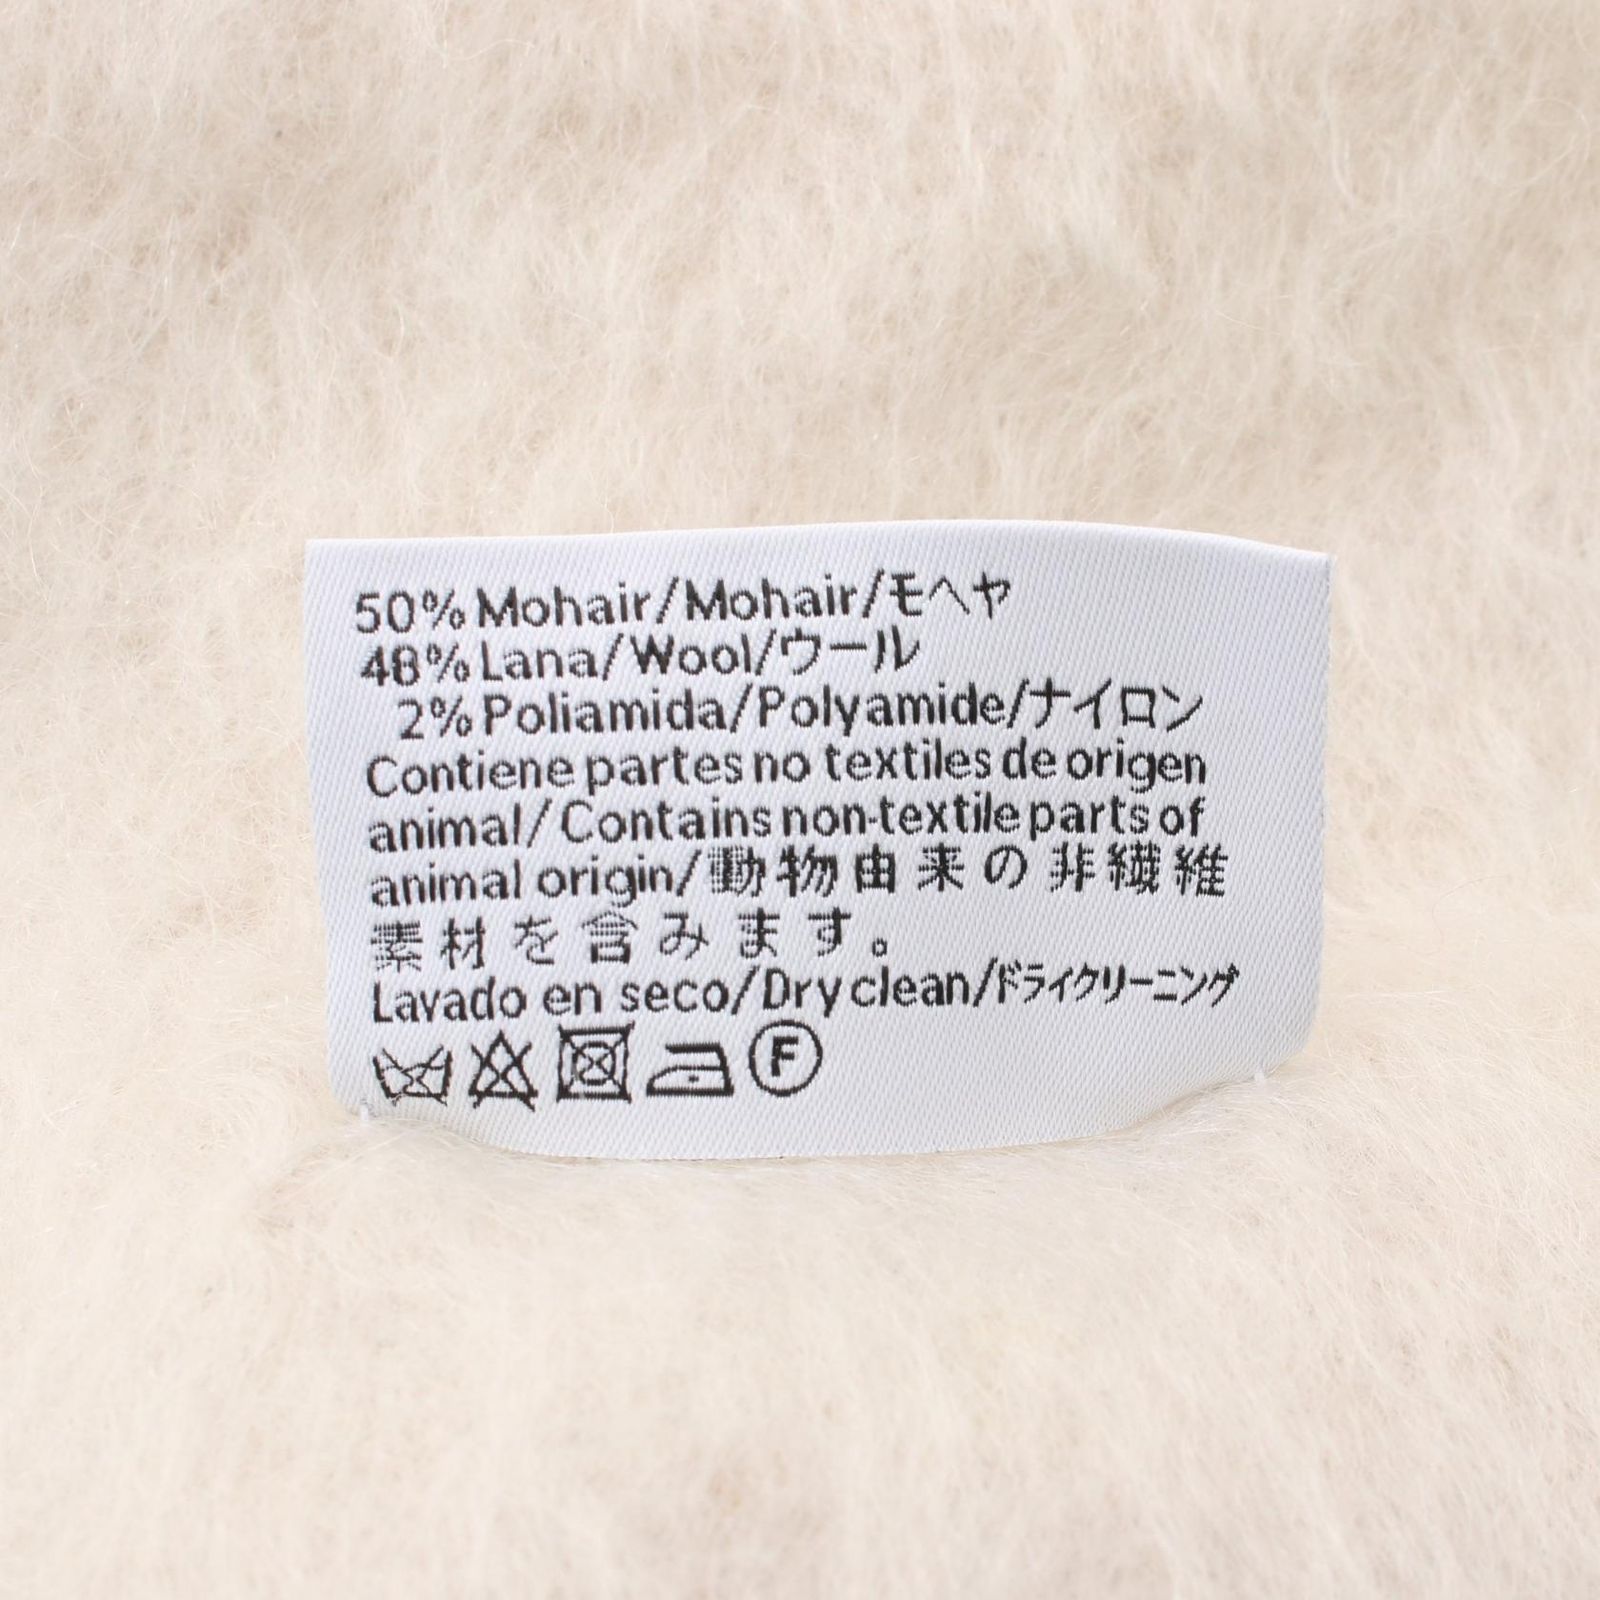 50% Mohair/Mohair/モヘヤ
48% Lana/Wool/ウール
2% Poliamida/Polyamide/ナイロン
Contiene partes no textiles de origen
animal/Contains non-textile parts of
animal origin/動物由来の非繊維
素材を含みます。
Lavado en seco/Dry clean/ドライクリーニング
F